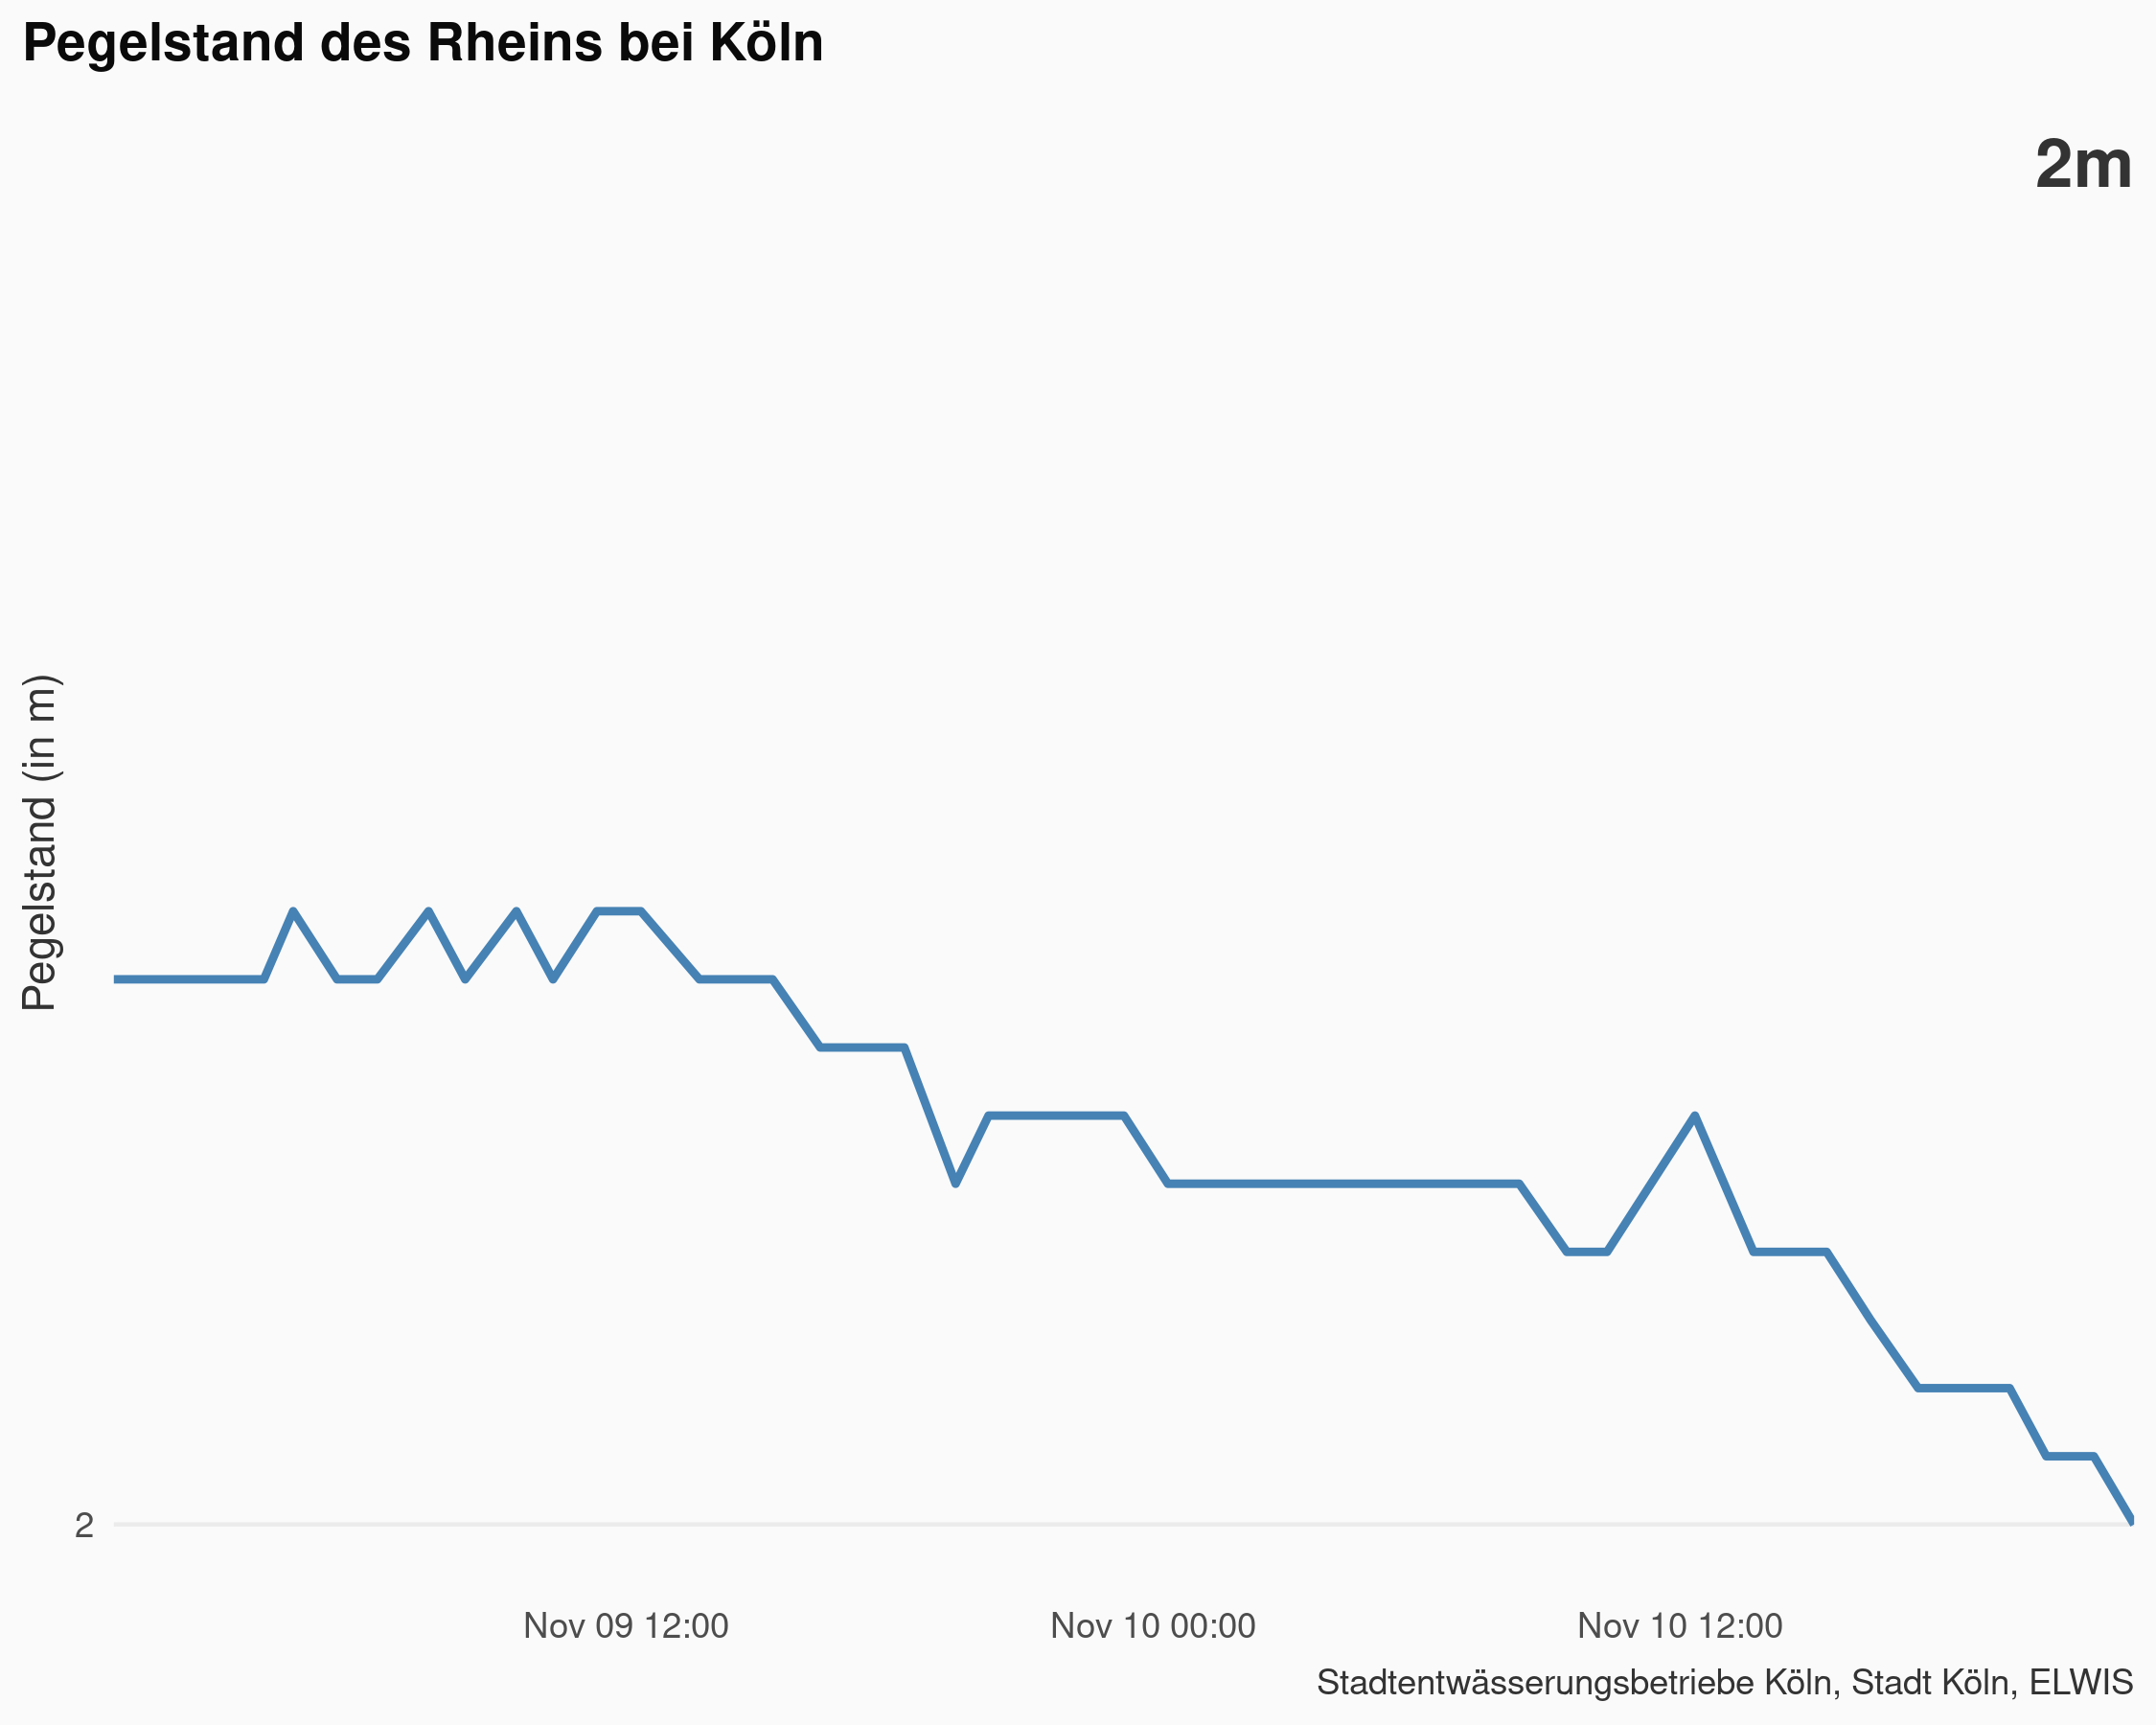 Pegelstand des Rheins bei Köln
2m
Pegelstand (in m)
2
Nov 09 12:00
Nov 10 00:00
Nov 10 12:00
Stadtentwässerungsbetriebe Köln, Stadt Köln, ELWIS